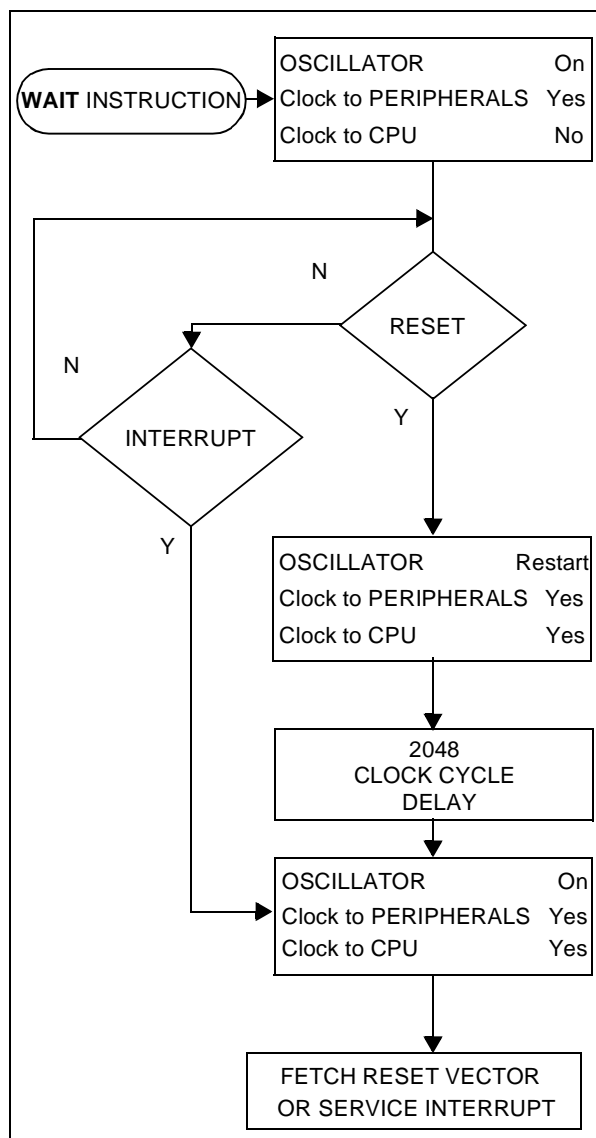 WAIT INSTRUCTION
OSCILLATOR On
Clock to PERIPHERALS Yes
Clock to CPU No
N
RESET
N
INTERRUPT
Y
Y
OSCILLATOR Restart
Clock to PERIPHERALS Yes
Clock to CPU Yes
2048
CLOCK CYCLE
DELAY
OSCILLATOR On
Clock to PERIPHERALS Yes
Clock to CPU Yes
FETCH RESET VECTOR
OR SERVICE INTERRUPT